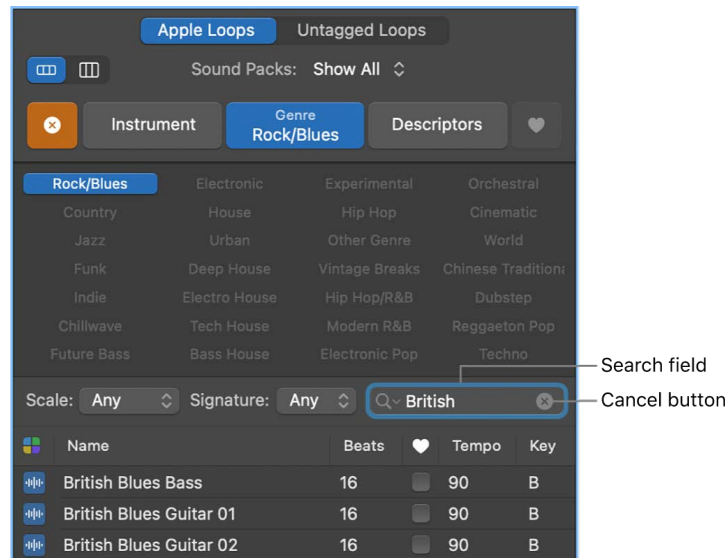 Apple Loops Untagged Loops
Sound Packs: Show All
Instrument Genre Rock/Blues Descriptors
Rock/Blues Electronic Experimental Orchestral
Country House Hip Hop Cinematic
Jazz Urban Other Genre World
Funk Deep House Vintage Breaks Chinese Traditiona
Indie Electro House Hip Hop/R&B Dubstep
Chillwave Tech House Modern R&B Reggaeton Pop
Future Bass Bass House Electronic Pop Techno
Search field
Scale: Any Signature: Any British Cancel button
Name Beats Tempo Key
British Blues Bass 16 90 B
British Blues Guitar 01 16 90 B
British Blues Guitar 02 16 90 B